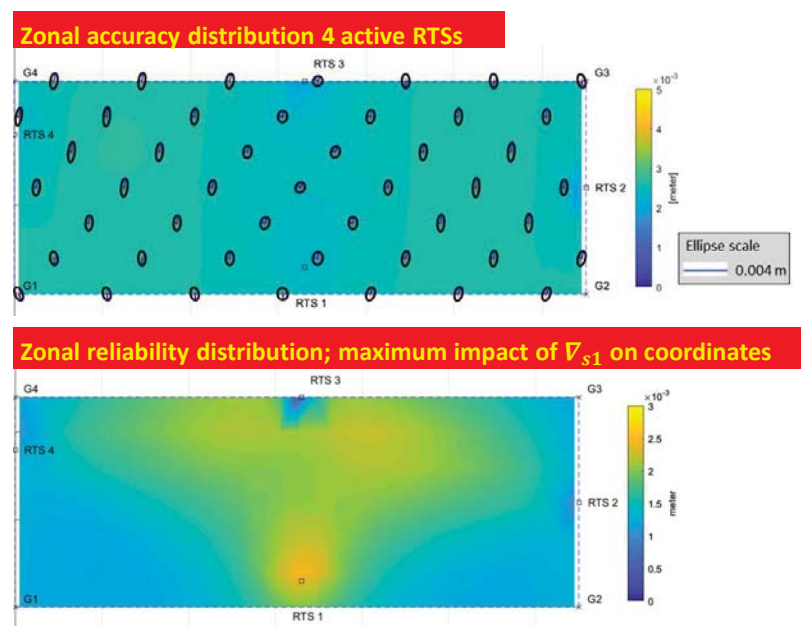 Zonal accuracy distribution 4 active RTSs
G4
RTS 3
G3
×10⁻³
5
4
3
2
1
0
[meter]
RTS 4
RTS 2
Ellipse scale
0.004 m
G1
RTS 1
G2
Zonal reliability distribution; maximum impact of ∇s1 on coordinates
G4
RTS 3
G3
×10⁻³
3
2.5
2
1.5
1
0.5
0
meter
RTS 4
RTS 2
G1
RTS 1
G2